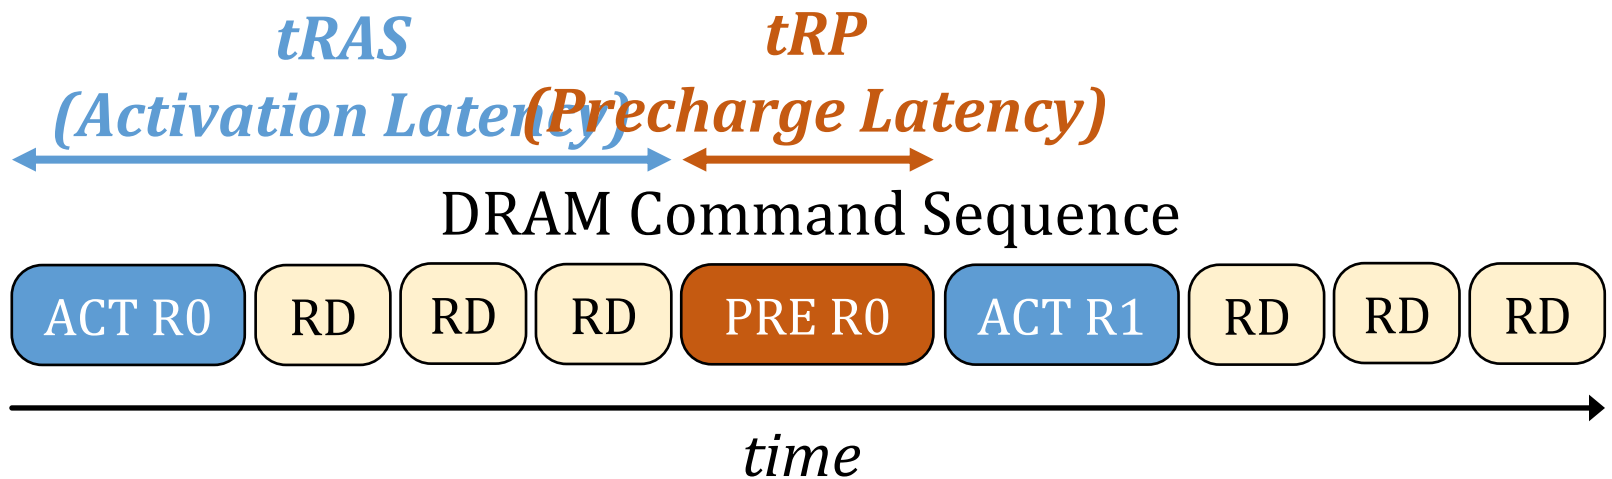 tRAS
(Activation Latency)
tRP
(Precharge Latency)
DRAM Command Sequence
ACT R0 RD RD RD PRE R0 ACT R1 RD RD RD
time